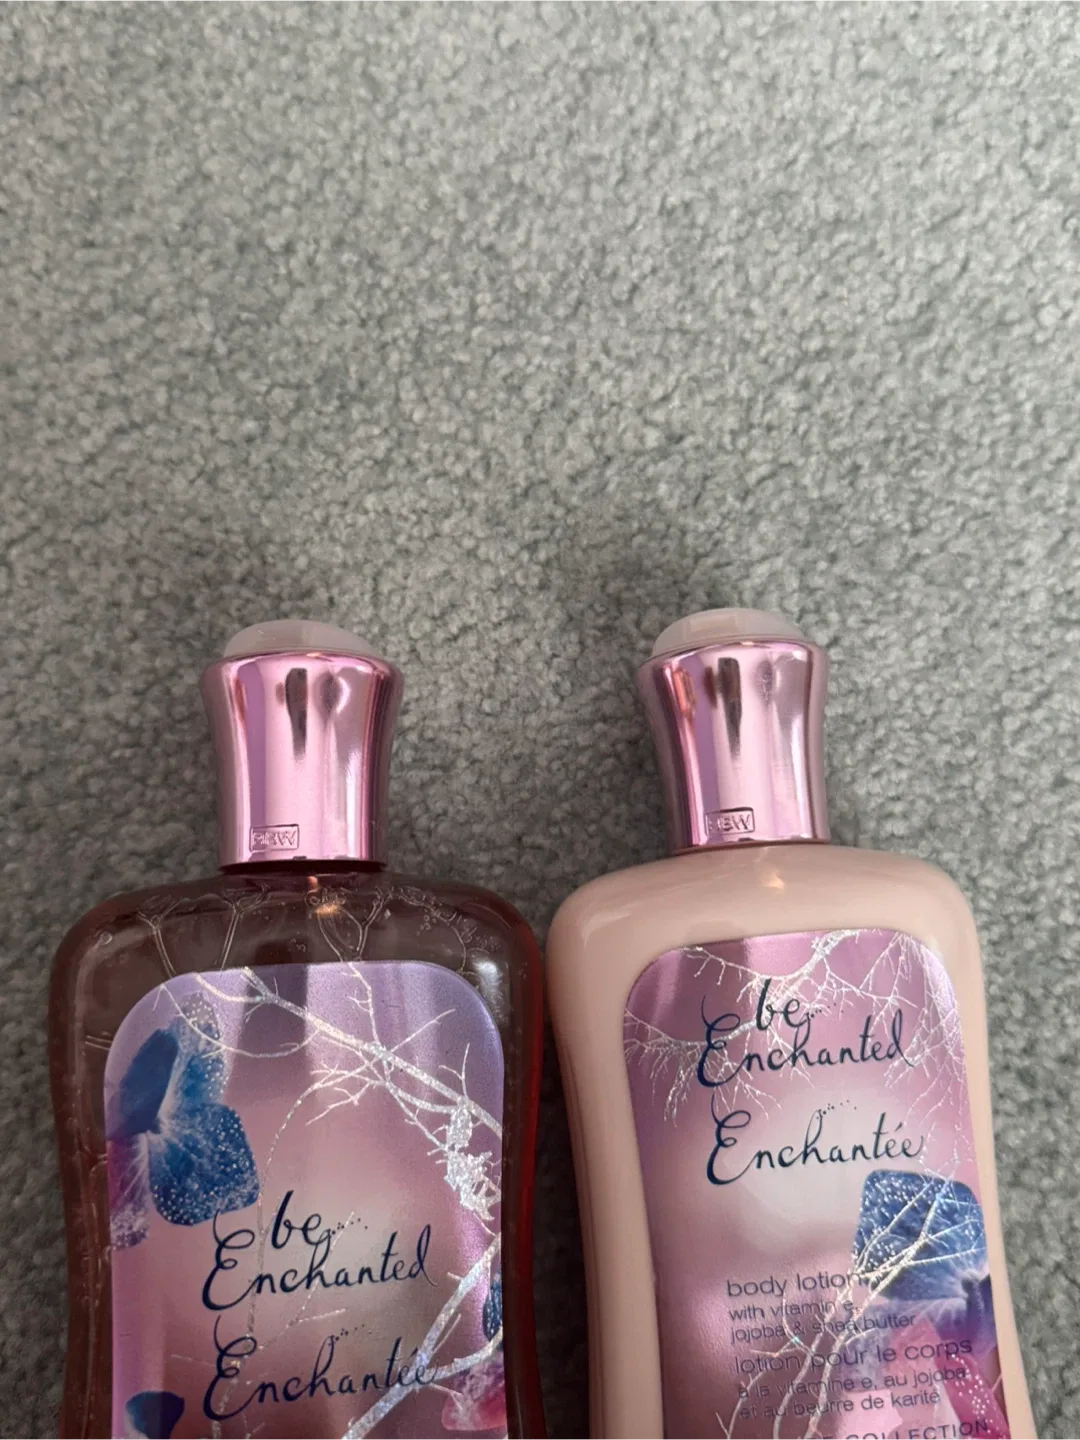 BBW
BBW
be
Enchanted
Enchantée
be
Enchanted
Enchantée
body lotion
with vitamin e,
jojoba & shea butter
lotion pour le corps
à la vitamine e, au jojoba
et au beurre de karité
COLLECTION